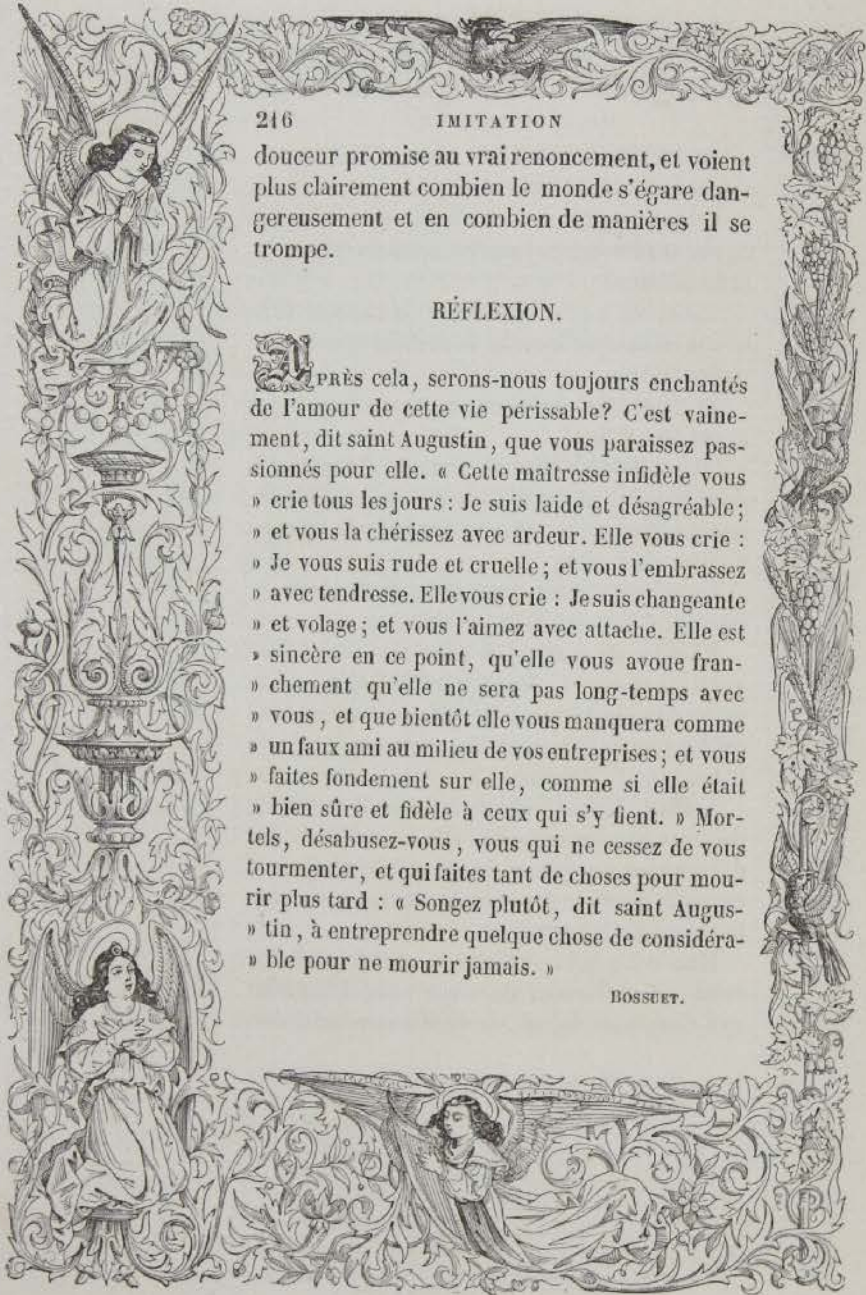 216 IMITATION
douceur promise au vrai renoncement, et voient
plus clairement combien le monde s'égare dan-
gereusement et en combien de manières il se
trompe.
RÉFLEXION.
APRÈS cela, serons-nous toujours enchantés
de l'amour de cette vie périssable? C'est vaine-
ment, dit saint Augustin, que vous paraissez pas-
sionnés pour elle. « Cette maîtresse infidèle vous
» crie tous les jours : Je suis laide et désagréable;
» et vous la chérissez avec ardeur. Elle vous crie :
» Je vous suis rude et cruelle; et vous l'embrassez
» avec tendresse. Elle vous crie : Je suis changeante
» et volage; et vous l'aimez avec attache. Elle est
» sincère en ce point, qu'elle vous avoue fran-
» chement qu'elle ne sera pas long-temps avec
» vous, et que bientôt elle vous manquera comme
» un faux ami au milieu de vos entreprises; et vous
» faites fondement sur elle, comme si elle était
» bien sûre et fidèle à ceux qui s'y fient. » Mor-
tels, désabusez-vous, vous qui ne cessez de vous
tourmenter, et qui faites tant de choses pour mou-
rir plus tard : « Songez plutôt, dit saint Augus-
» tin, à entreprendre quelque chose de considéra-
» ble pour ne mourir jamais. »
BOSSUET.